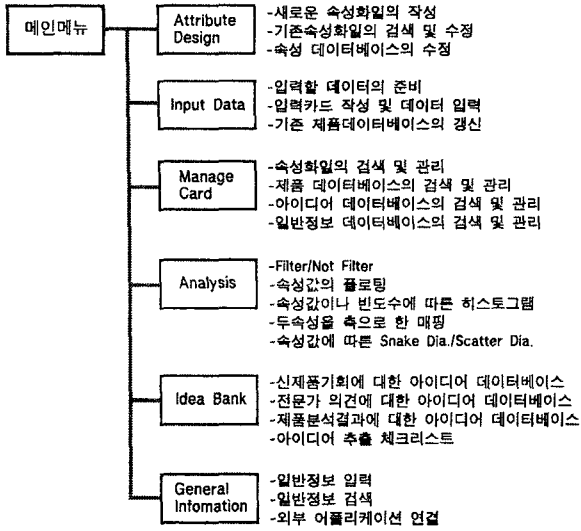 메인메뉴
Attribute
Design
-새로운 속성화일의 작성
-기존속성화일의 검색 및 수정
-속성 데이터베이스의 수정
Input Data
-입력할 데이터의 준비
-입력카드 작성 및 데이터 입력
-기존 제품데이터베이스의 갱신
Manage
Card
-속성화일의 검색 및 관리
-제품 데이터베이스의 검색 및 관리
-아이디어 데이터베이스의 검색 및 관리
-일반정보 데이터베이스의 검색 및 관리
Analysis
-Filter/Not Filter
-속성값의 플로팅
-속성값이나 빈도수에 따른 히스토그램
-두속성을 축으로 한 매핑
-속성값에 따른 Snake Dia./Scatter Dia.
Idea Bank
-신제품기회에 대한 아이디어 데이터베이스
-전문가 의견에 대한 아이디어 데이터베이스
-제품분석결과에 대한 아이디어 데이터베이스
-아이디어 추출 체크리스트
General
Infomation
-일반정보 입력
-일반정보 검색
-외부 어플리케이션 연결